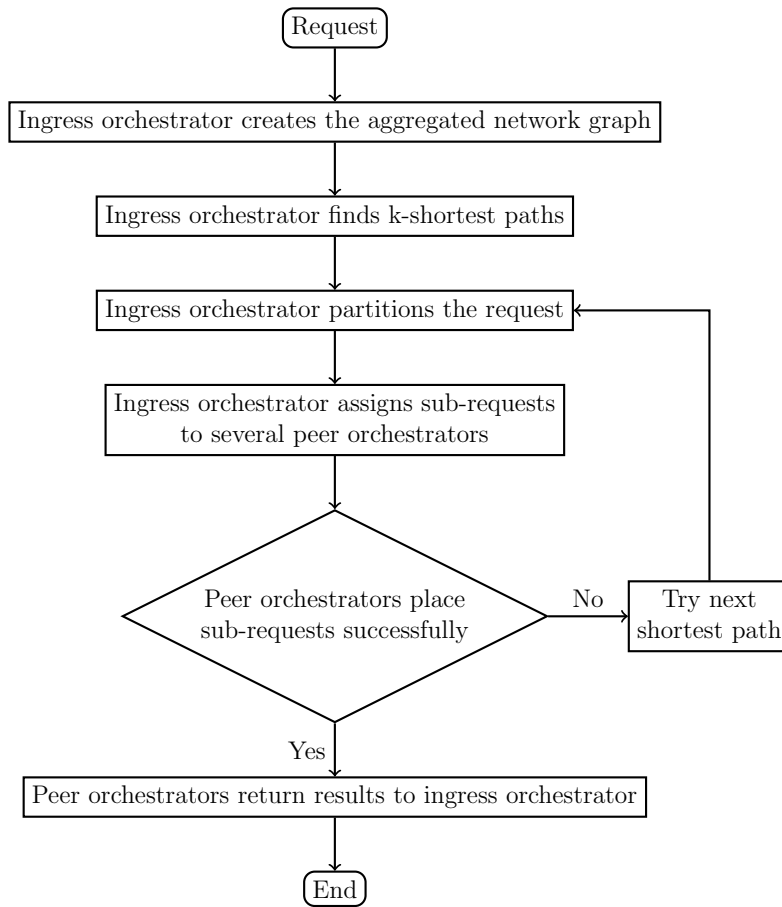 Request
Ingress orchestrator creates the aggregated network graph
Ingress orchestrator finds k-shortest paths
Ingress orchestrator partitions the request
Ingress orchestrator assigns sub-requests
to several peer orchestrators
Peer orchestrators place
sub-requests successfully
No
Try next
shortest path
Yes
Peer orchestrators return results to ingress orchestrator
End